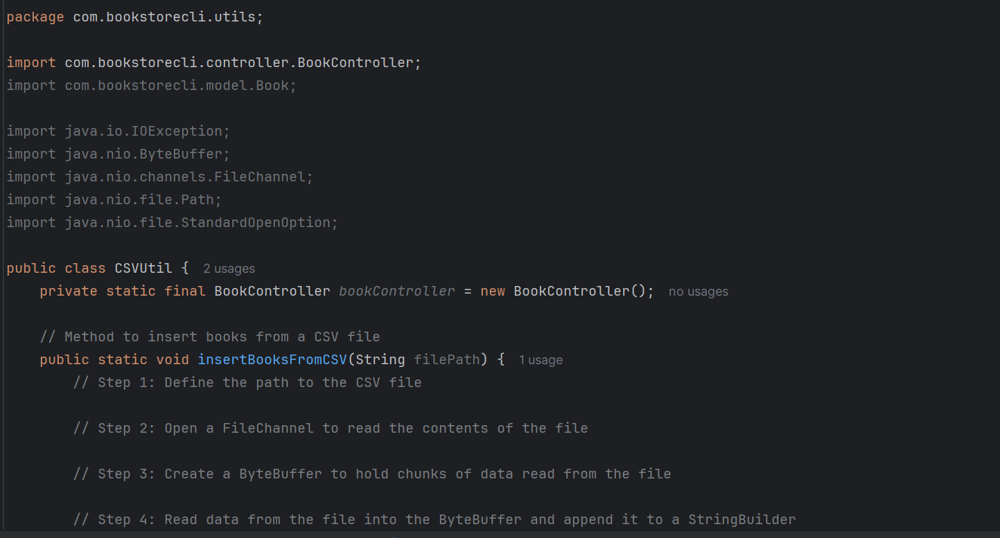 package com.bookstorecli.utils;
import com.bookstorecli.controller.BookController;
import com.bookstorecli.model.Book;
import java.io.IOException;
import java.nio.ByteBuffer;
import java.nio.channels.FileChannel;
import java.nio.file.Path;
import java.nio.file.StandardOpenOption;
public class CSVUtil { 2 usages
private static final BookController bookController = new BookController(); no usages
// Method to insert books from a CSV file
public static void insertBooksFromCSV(String filePath) { 1 usage
// Step 1: Define the path to the CSV file
// Step 2: Open a FileChannel to read the contents of the file
// Step 3: Create a ByteBuffer to hold chunks of data read from the file
// Step 4: Read data from the file into the ByteBuffer and append it to a StringBuilder